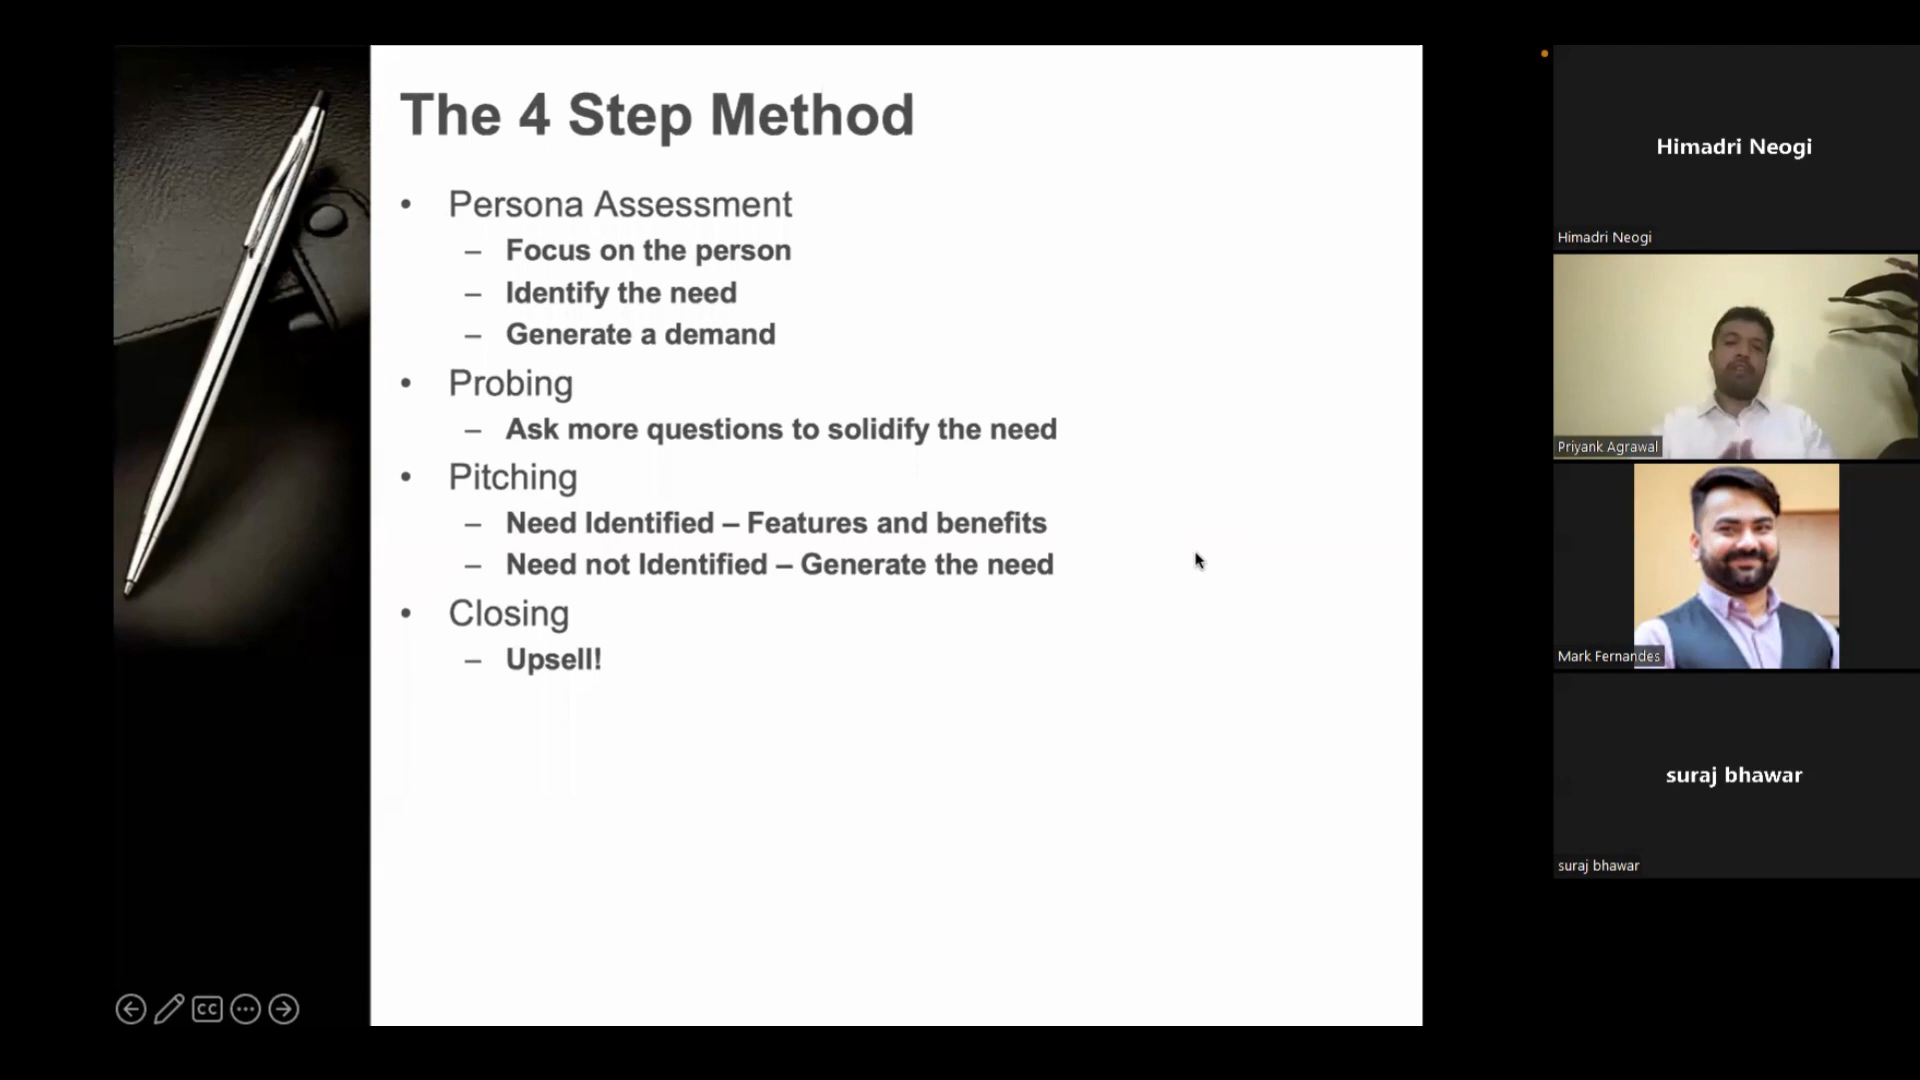 The 4 Step Method
• Persona Assessment
– Focus on the person
– Identify the need
– Generate a demand
• Probing
– Ask more questions to solidify the need
• Pitching
– Need Identified – Features and benefits
– Need not Identified – Generate the need
• Closing
– Upsell!
CC
Himadri Neogi
Himadri Neogi
Priyank Agrawal
Mark Fernandes
suraj bhawar
suraj bhawar